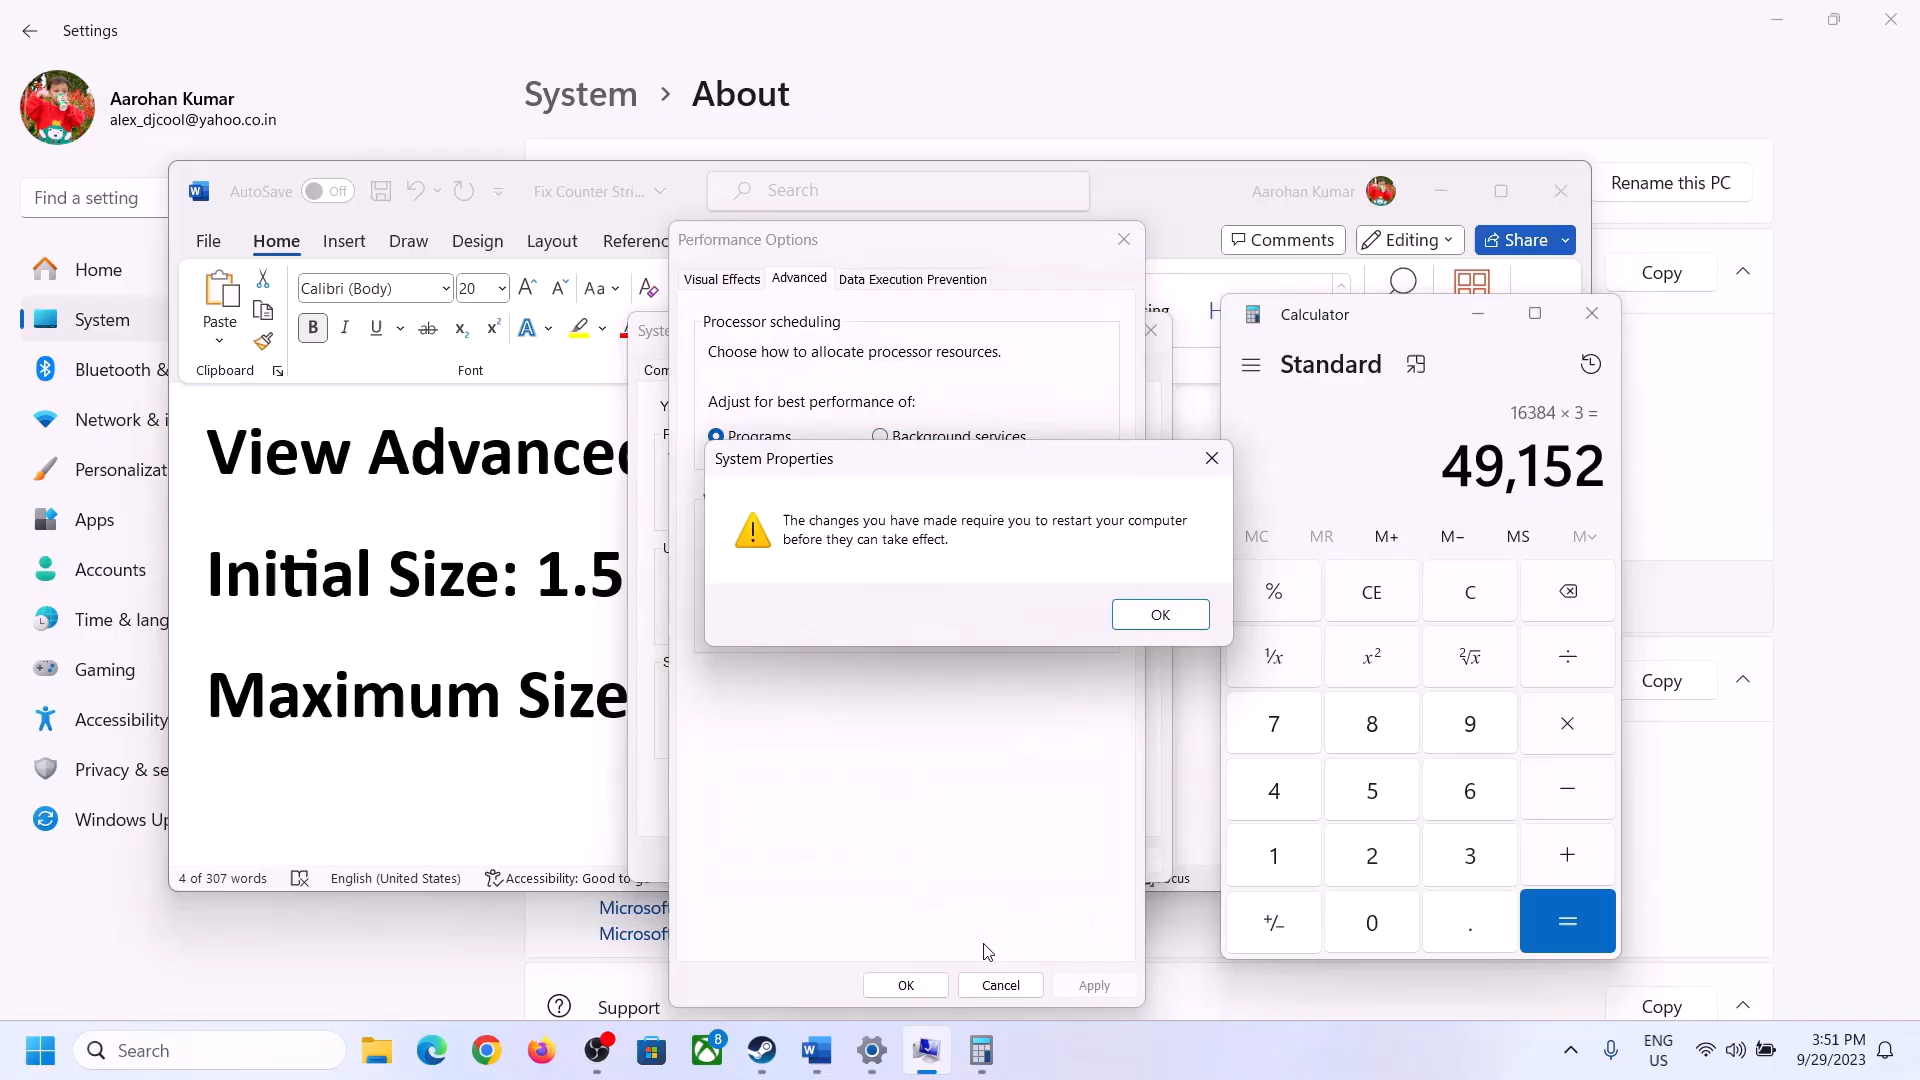 Settings
Aarohan Kumar
alex_djcool@yahoo.co.in
System > About
Find a setting
Home
System
Bluetooth &
Network & i
Personalizat
Apps
Accounts
Time & lang
Gaming
Accessibility
Privacy & se
Windows Up
Rename this PC
Copy
Copy
Copy
AutoSave
Off
Fix Counter Stri...
Search
Aarohan Kumar
File
Home
Insert
Draw
Design
Layout
Referenc
Comments
Editing
Share
Paste
Calibri (Body)
20
Aa
Clipboard
Font
View Advanced
Initial Size: 1.5
Maximum Size
4 of 307 words
English (United States)
Accessibility: Good to g
ocus
Microsof
Microsof
Support
Performance Options
Visual Effects
Advanced
Data Execution Prevention
Processor scheduling
Choose how to allocate processor resources.
Adjust for best performance of:
Programs
Background services
System Properties
The changes you have made require you to restart your computer
before they can take effect.
OK
OK
Cancel
Apply
Calculator
Standard
16384 × 3 =
49,152
MC
MR
M+
M−
MS
M
%
CE
C
⌫
¹/x
x²
²√x
÷
7
8
9
×
4
5
6
−
1
2
3
+
+/−
0
.
=
Search
8
ENG
US
3:51 PM
9/29/2023